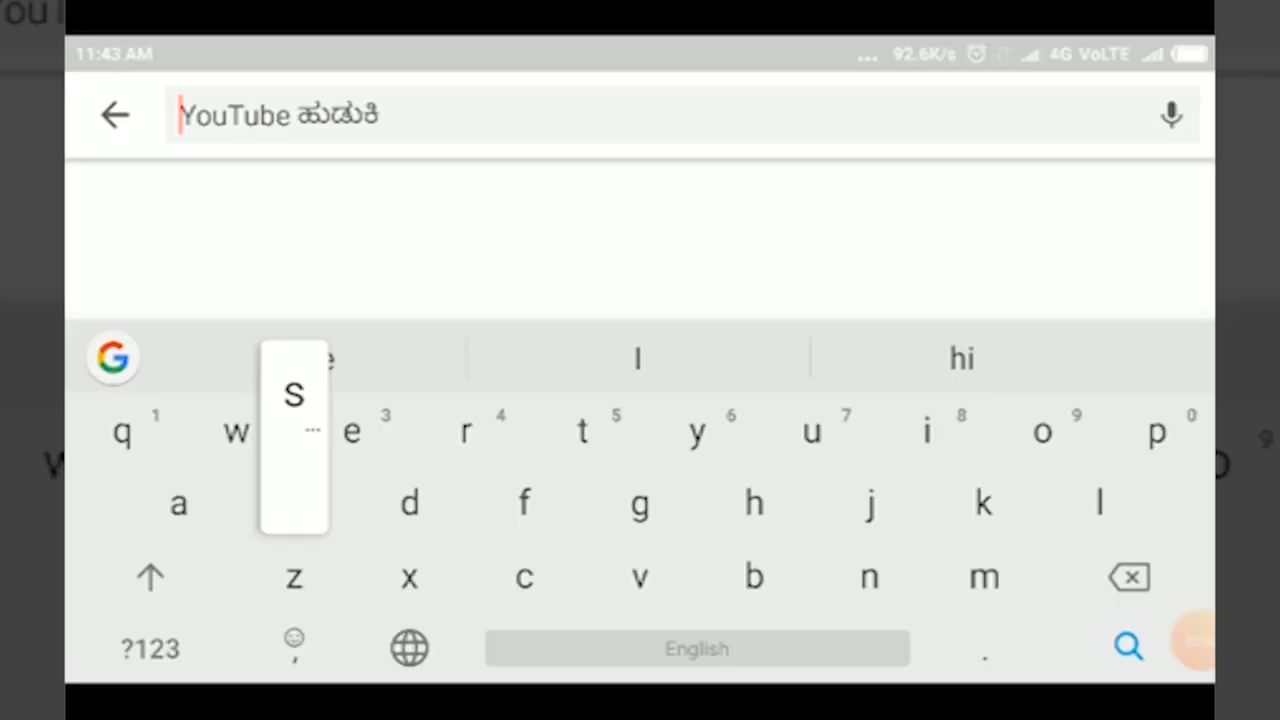 11:43 AM ... 92.6K/s 4G VoLTE
YouTube ಹುಡುಕಿ
I hi
S
q 1 w e 3 r 4 t 5 y 6 u 7 i 8 o 9 p 0
a d f g h j k l
z x c v b n m
?123 , English .